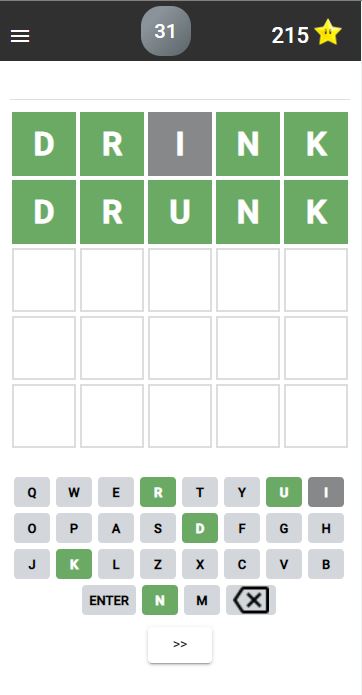 31
215
D R I N K
D R U N K
Q W E R T Y U I
O P A S D F G H
J K L Z X C V B
ENTER N M
>>